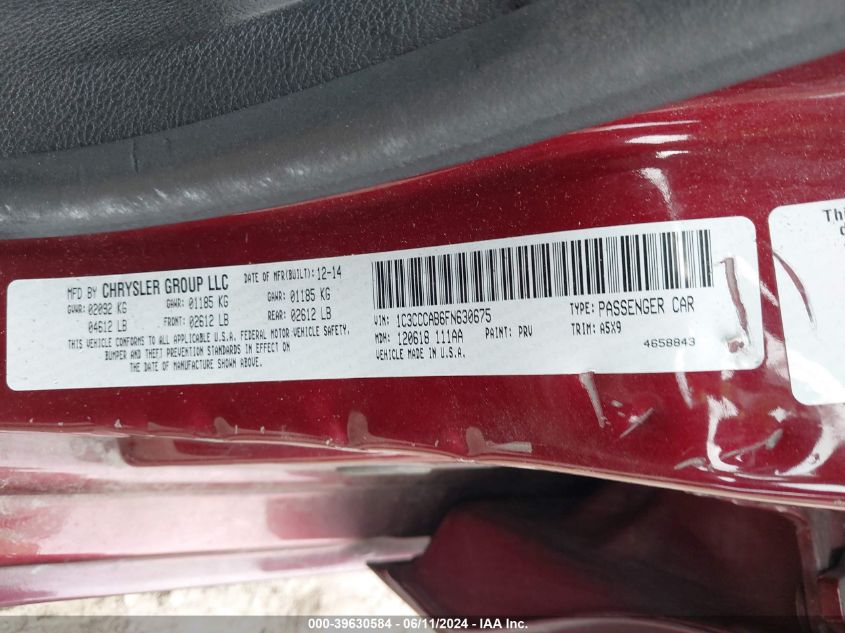 MFD BY CHRYSLER GROUP LLC DATE OF MFR(BUILT): 12-14
GVWR: 02092 KG GAWR: 01185 KG GAWR: 01185 KG
04612 LB FRONT: 02612 LB REAR: 02612 LB
THIS VEHICLE CONFORMS TO ALL APPLICABLE U.S.A. FEDERAL MOTOR VEHICLE SAFETY,
BUMPER AND THEFT PREVENTION STANDARDS IN EFFECT ON
THE DATE OF MANUFACTURE SHOWN ABOVE.
VIN: 1C3CCCAB6FN630675 TYPE: PASSENGER CAR
MDH: 120618 111AA PAINT: PRV TRIM: A5X9
VEHICLE MADE IN U.S.A. 4658843
000-39630584 - 06/11/2024 - IAA Inc.